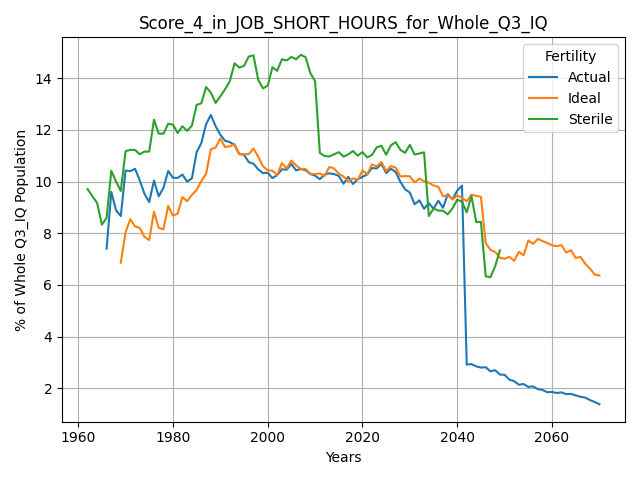 Score_4_in_JOB_SHORT_HOURS_for_Whole_Q3_IQ
Fertility
Actual
Ideal
Sterile
% of Whole Q3_IQ Population
14
12
10
8
6
4
2
1960
1980
2000
2020
2040
2060
Years